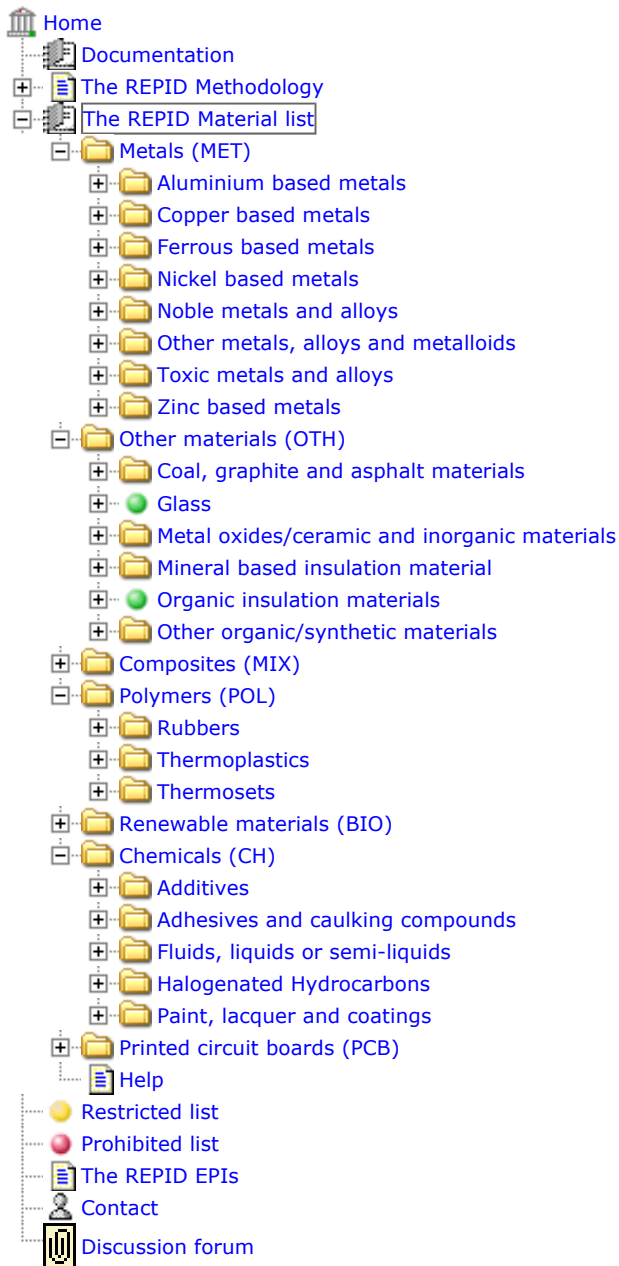 Home
Documentation
The REPID Methodology
The REPID Material list
Metals (MET)
Aluminium based metals
Copper based metals
Ferrous based metals
Nickel based metals
Noble metals and alloys
Other metals, alloys and metalloids
Toxic metals and alloys
Zinc based metals
Other materials (OTH)
Coal, graphite and asphalt materials
Glass
Metal oxides/ceramic and inorganic materials
Mineral based insulation material
Organic insulation materials
Other organic/synthetic materials
Composites (MIX)
Polymers (POL)
Rubbers
Thermoplastics
Thermosets
Renewable materials (BIO)
Chemicals (CH)
Additives
Adhesives and caulking compounds
Fluids, liquids or semi-liquids
Halogenated Hydrocarbons
Paint, lacquer and coatings
Printed circuit boards (PCB)
Help
Restricted list
Prohibited list
The REPID EPIs
Contact
Discussion forum